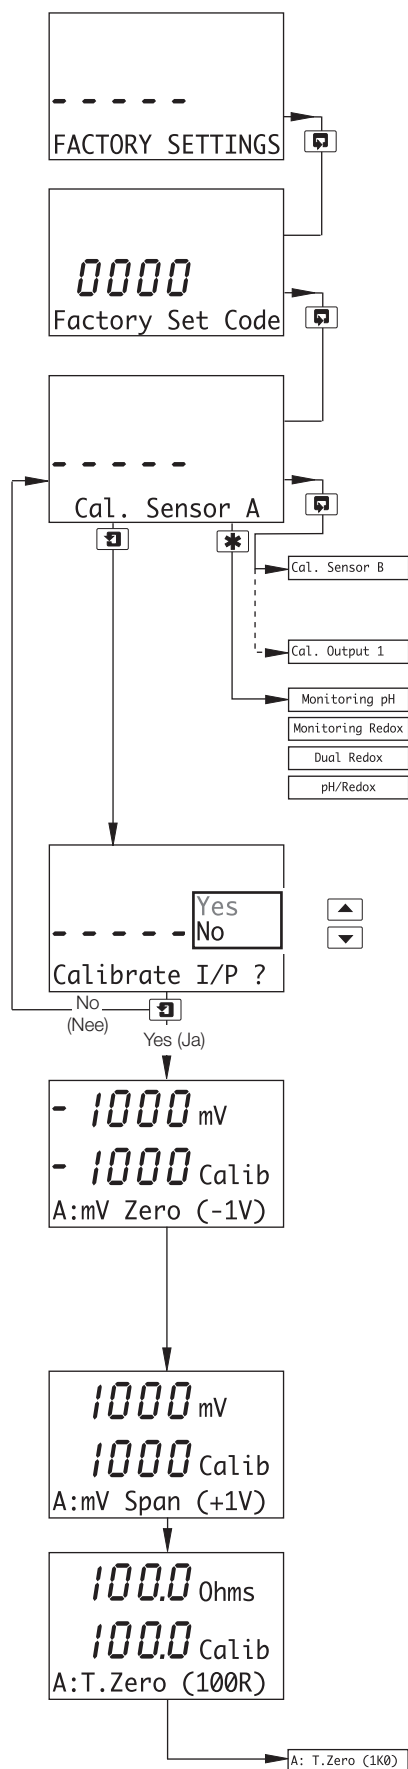 - - - - -
FACTORY SETTINGS
0000
Factory Set Code
- - - - -
Cal. Sensor A
Cal. Sensor B
Cal. Output 1
Monitoring pH
Monitoring Redox
Dual Redox
pH/Redox
Yes
- - - - - No
Calibrate I/P ?
No
(Nee)
Yes (Ja)
-1000 mV
-1000 Calib
A:mV Zero (-1V)
1000 mV
1000 Calib
A:mV Span (+1V)
100.0 Ohms
100.0 Calib
A:T.Zero (100R)
A: T.Zero (1K0)